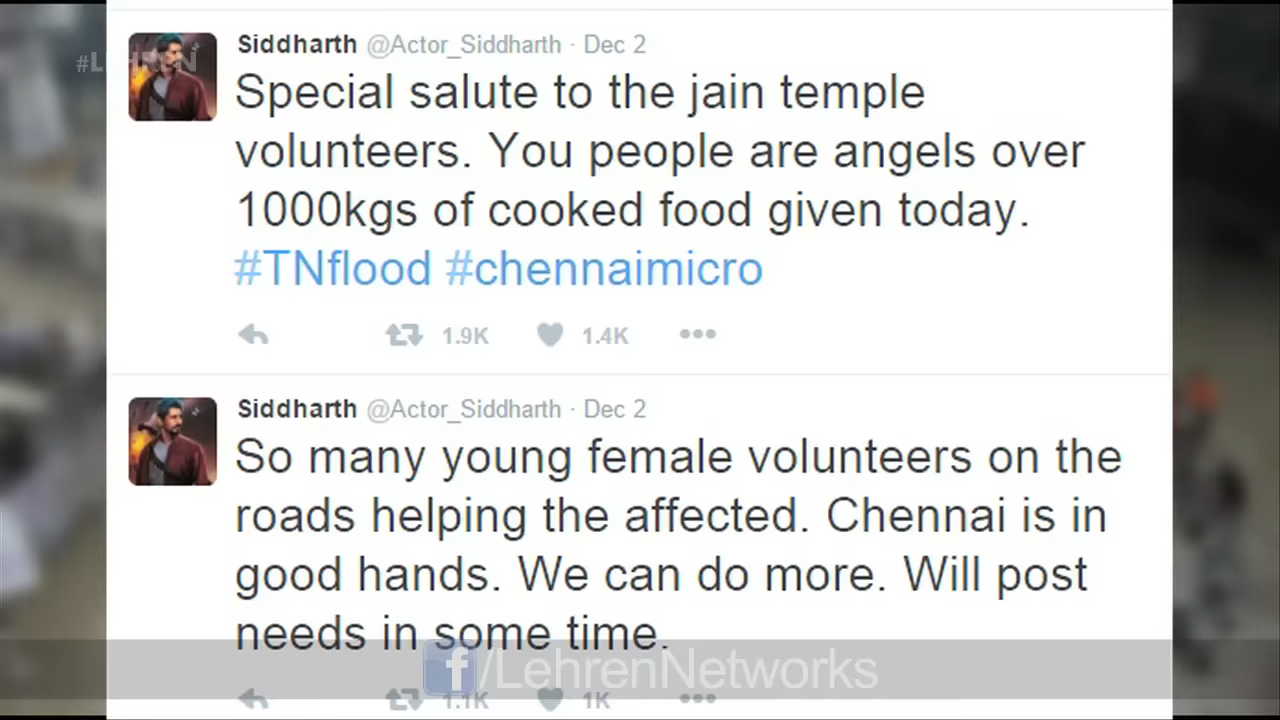 #LEHREN
Siddharth @Actor_Siddharth · Dec 2
Special salute to the jain temple
volunteers. You people are angels over
1000kgs of cooked food given today.
#TNflood #chennaimicro
1.9K 1.4K
Siddharth @Actor_Siddharth · Dec 2
So many young female volunteers on the
roads helping the affected. Chennai is in
good hands. We can do more. Will post
needs in some time.
f/LehrenNetworks
1.1K 1K